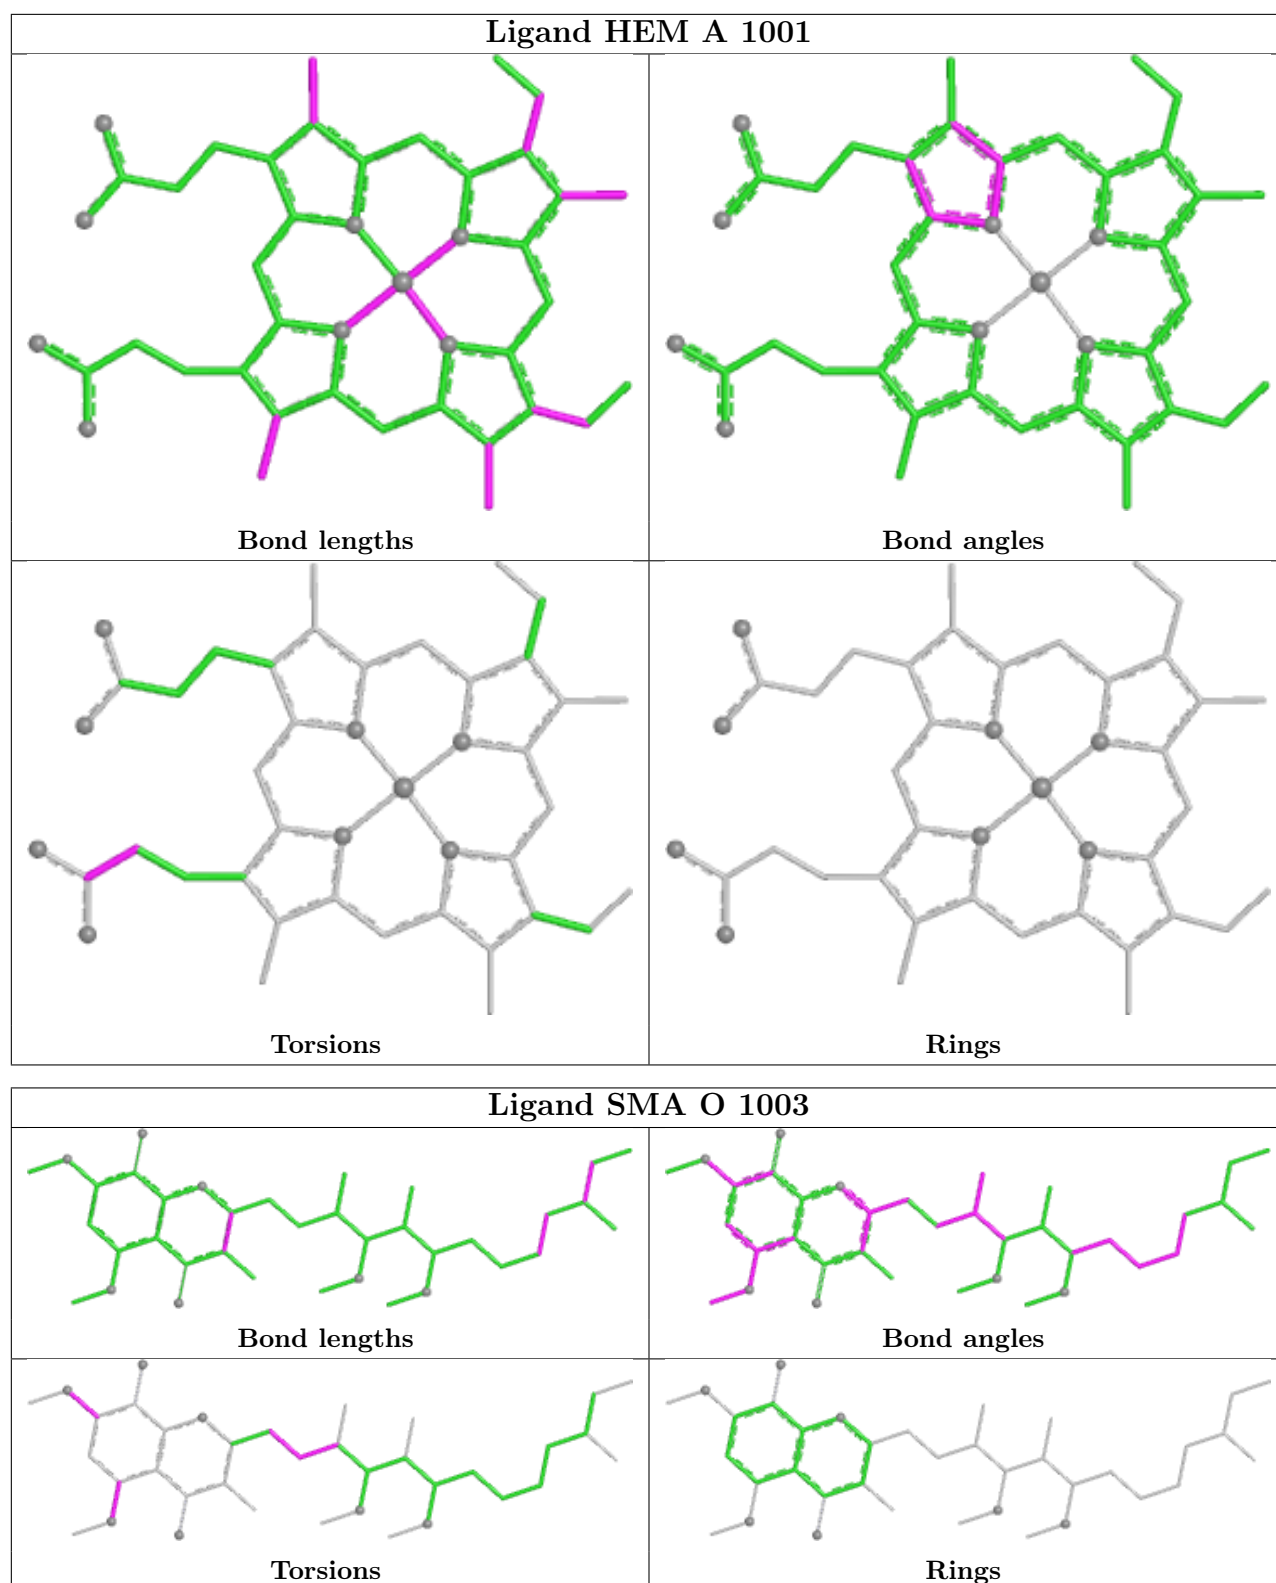 Ligand HEM A 1001
Bond lengths
Bond angles
Torsions
Rings
Ligand SMA O 1003
Bond lengths
Bond angles
Torsions
Rings